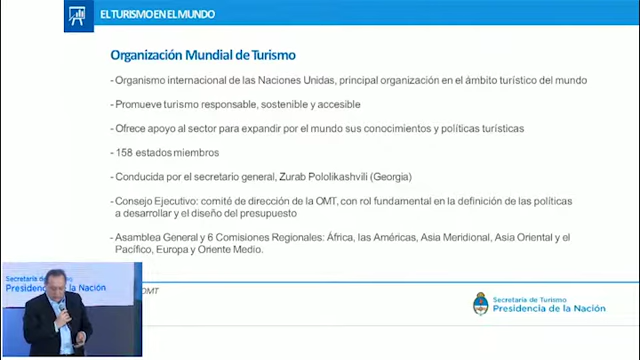 EL TURISMO EN EL MUNDO
Organización Mundial de Turismo
- Organismo internacional de las Naciones Unidas, principal organización en el ámbito turístico del mundo
- Promueve turismo responsable, sostenible y accesible
- Ofrece apoyo al sector para expandir por el mundo sus conocimientos y políticas turísticas
- 158 estados miembros
- Conducida por el secretario general, Zurab Pololikashvili (Georgia)
- Consejo Ejecutivo: comité de dirección de la OMT, con rol fundamental en la definición de las políticas
a desarrollar y el diseño del presupuesto
- Asamblea General y 6 Comisiones Regionales: África, las Américas, Asia Meridional, Asia Oriental y el
Pacífico, Europa y Oriente Medio.
Secretaría de Turismo
Presidencia de la Nación
OMT
Secretaría de Turismo
Presidencia de la Nación